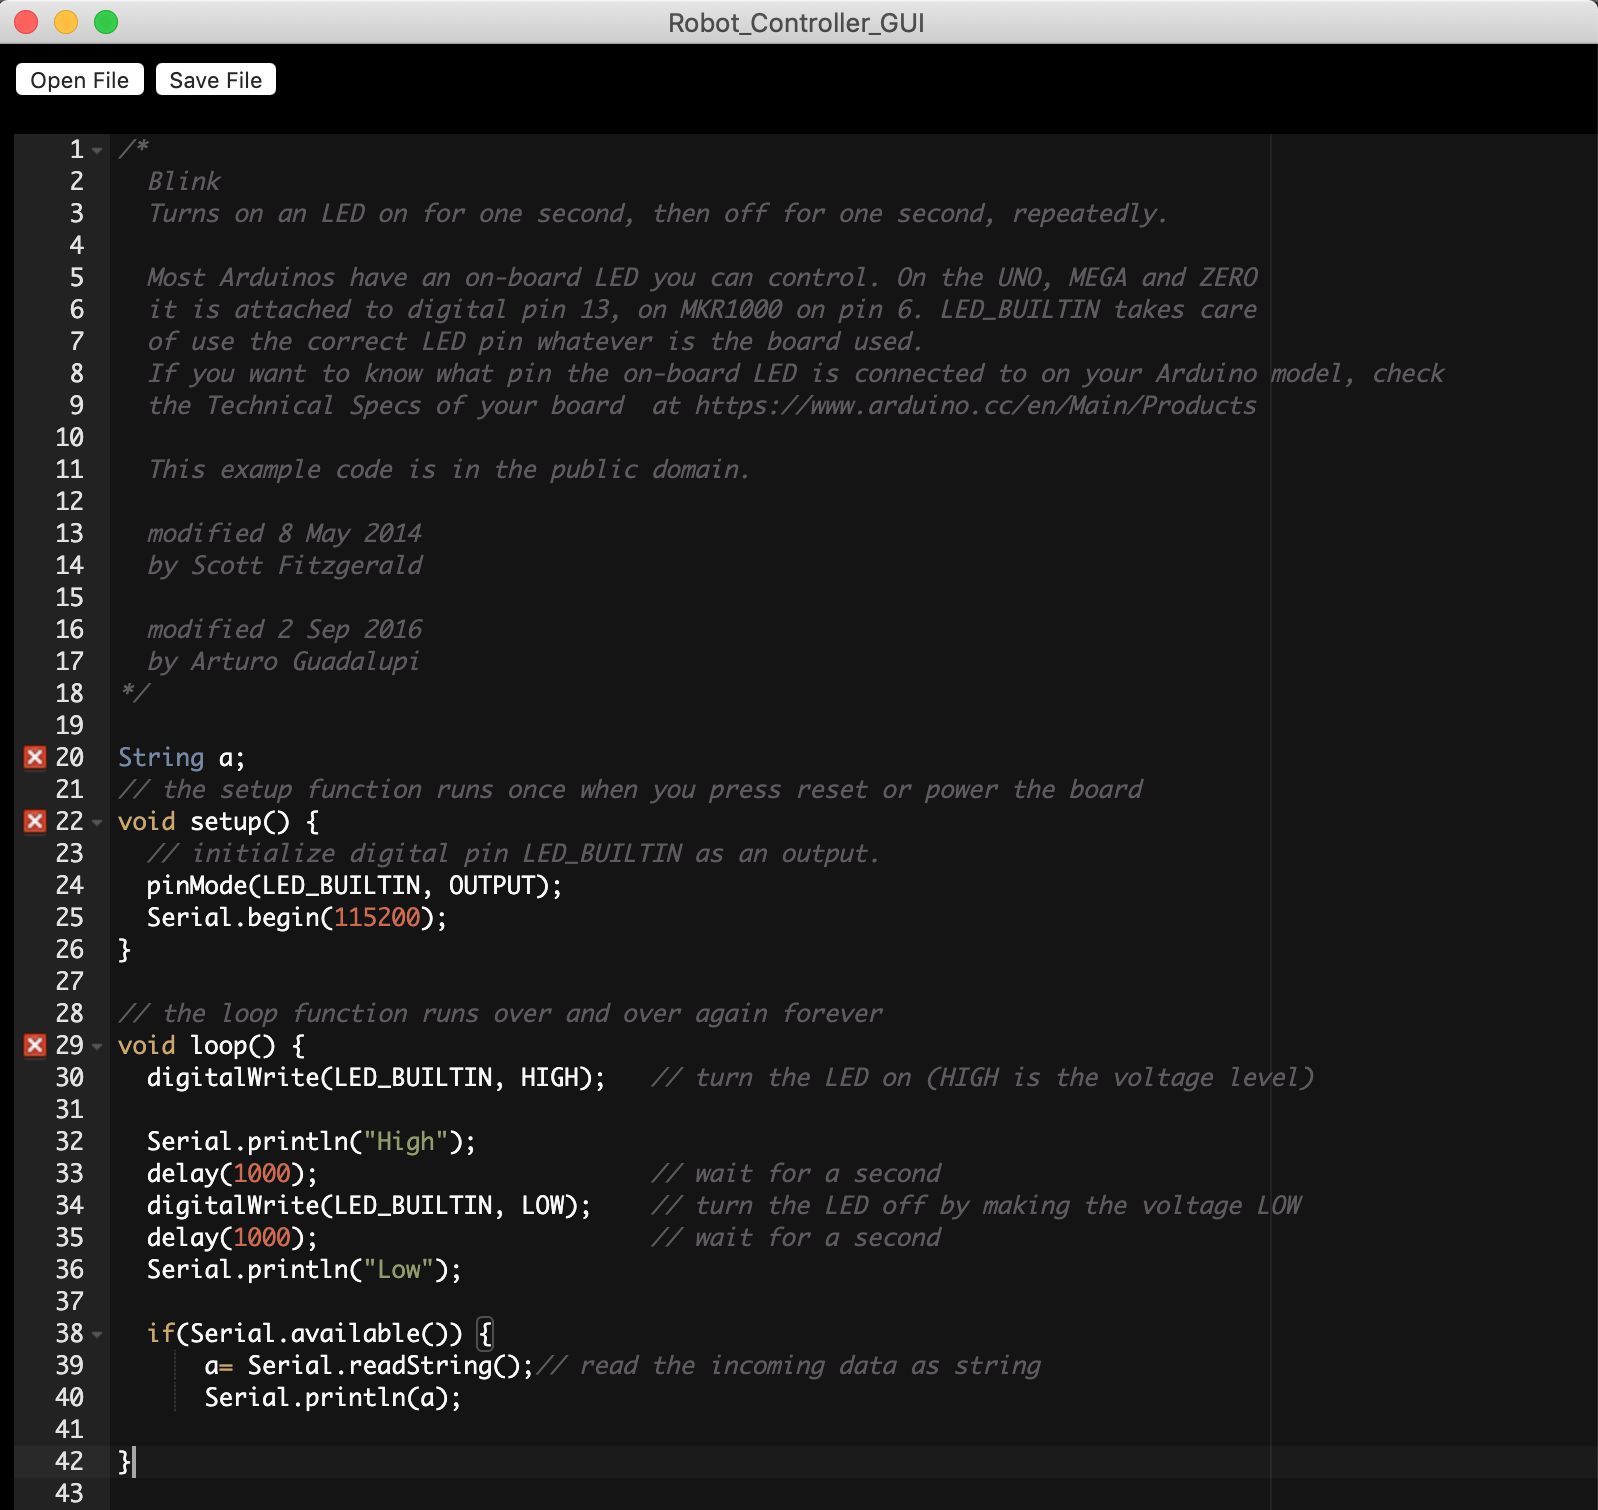 Robot_Controller_GUI
Open File Save File
1 /*
2 Blink
3 Turns on an LED on for one second, then off for one second, repeatedly.
4
5 Most Arduinos have an on-board LED you can control. On the UNO, MEGA and ZERO
6 it is attached to digital pin 13, on MKR1000 on pin 6. LED_BUILTIN takes care
7 of use the correct LED pin whatever is the board used.
8 If you want to know what pin the on-board LED is connected to on your Arduino model, check
9 the Technical Specs of your board  at https://www.arduino.cc/en/Main/Products
10
11 This example code is in the public domain.
12
13 modified 8 May 2014
14 by Scott Fitzgerald
15
16 modified 2 Sep 2016
17 by Arturo Guadalupi
18 */
19
20 String a;
21 // the setup function runs once when you press reset or power the board
22 void setup() {
23 // initialize digital pin LED_BUILTIN as an output.
24 pinMode(LED_BUILTIN, OUTPUT);
25 Serial.begin(115200);
26 }
27
28 // the loop function runs over and over again forever
29 void loop() {
30 digitalWrite(LED_BUILTIN, HIGH);   // turn the LED on (HIGH is the voltage level)
31
32 Serial.println("High");
33 delay(1000);                       // wait for a second
34 digitalWrite(LED_BUILTIN, LOW);    // turn the LED off by making the voltage LOW
35 delay(1000);                       // wait for a second
36 Serial.println("Low");
37
38 if(Serial.available()) {
39 a= Serial.readString();// read the incoming data as string
40 Serial.println(a);
41
42 }
43